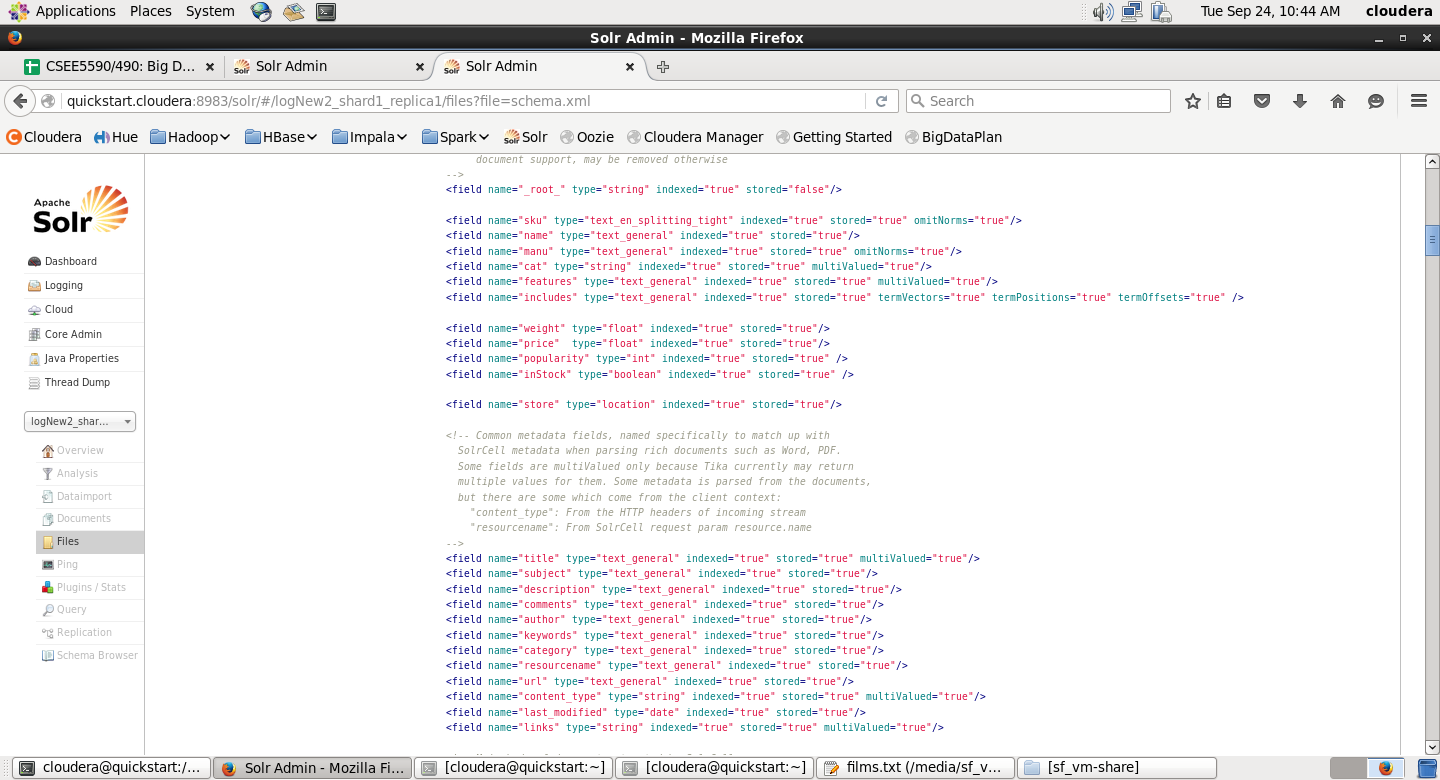 Applications Places System Tue Sep 24, 10:44 AM cloudera
Solr Admin - Mozilla Firefox
CSEE5590/490: Big D... Solr Admin Solr Admin
quickstart.cloudera:8983/solr/#/logNew2_shard1_replica1/files?file=schema.xml Search
Cloudera Hue Hadoop HBase Impala Spark Solr Oozie Cloudera Manager Getting Started BigDataPlan
Apache
Solr
Dashboard
Logging
Cloud
Core Admin
Java Properties
Thread Dump
logNew2_shar...
Overview
Analysis
Dataimport
Documents
Files
Ping
Plugins / Stats
Query
Replication
Schema Browser
document support, may be removed otherwise
-->
<field name="_root_" type="string" indexed="true" stored="false"/>
<field name="sku" type="text_en_splitting_tight" indexed="true" stored="true" omitNorms="true"/>
<field name="name" type="text_general" indexed="true" stored="true"/>
<field name="manu" type="text_general" indexed="true" stored="true" omitNorms="true"/>
<field name="cat" type="string" indexed="true" stored="true" multiValued="true"/>
<field name="features" type="text_general" indexed="true" stored="true" multiValued="true"/>
<field name="includes" type="text_general" indexed="true" stored="true" termVectors="true" termPositions="true" termOffsets="true" />
<field name="weight" type="float" indexed="true" stored="true"/>
<field name="price"  type="float" indexed="true" stored="true"/>
<field name="popularity" type="int" indexed="true" stored="true" />
<field name="inStock" type="boolean" indexed="true" stored="true" />
<field name="store" type="location" indexed="true" stored="true"/>
<!-- Common metadata fields, named specifically to match up with
SolrCell metadata when parsing rich documents such as Word, PDF.
Some fields are multiValued only because Tika currently may return
multiple values for them. Some metadata is parsed from the documents,
but there are some which come from the client context:
"content_type": From the HTTP headers of incoming stream
"resourcename": From SolrCell request param resource.name
-->
<field name="title" type="text_general" indexed="true" stored="true" multiValued="true"/>
<field name="subject" type="text_general" indexed="true" stored="true"/>
<field name="description" type="text_general" indexed="true" stored="true"/>
<field name="comments" type="text_general" indexed="true" stored="true"/>
<field name="author" type="text_general" indexed="true" stored="true"/>
<field name="keywords" type="text_general" indexed="true" stored="true"/>
<field name="category" type="text_general" indexed="true" stored="true"/>
<field name="resourcename" type="text_general" indexed="true" stored="true"/>
<field name="url" type="text_general" indexed="true" stored="true"/>
<field name="content_type" type="string" indexed="true" stored="true" multiValued="true"/>
<field name="last_modified" type="date" indexed="true" stored="true"/>
<field name="links" type="string" indexed="true" stored="true" multiValued="true"/>
cloudera@quickstart:/... Solr Admin - Mozilla Fi... [cloudera@quickstart:~] [cloudera@quickstart:~] films.txt (/media/sf_v... [sf_vm-share]